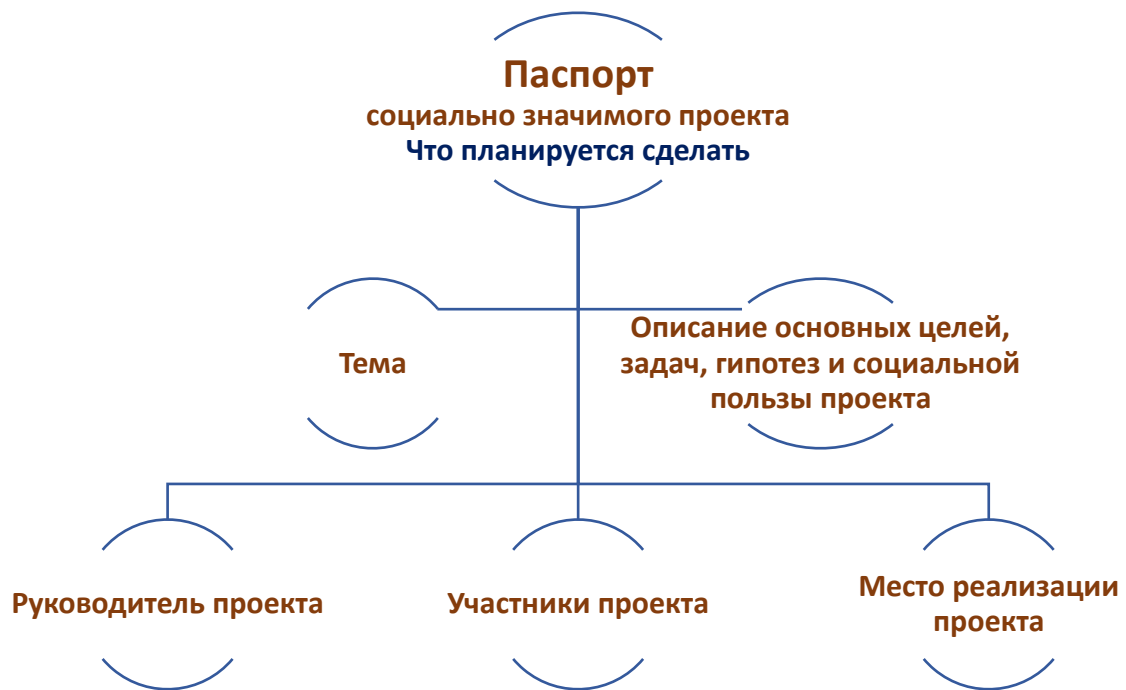 Паспорт
социально значимого проекта
Что планируется сделать
Тема
Описание основных целей,
задач, гипотез и социальной
пользы проекта
Руководитель проекта
Участники проекта
Место реализации
проекта